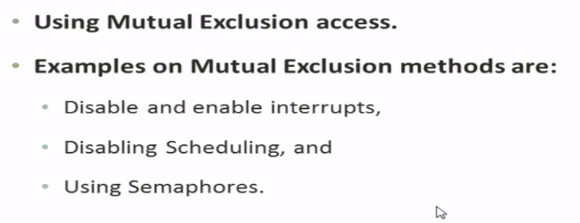 • Using Mutual Exclusion access.
• Examples on Mutual Exclusion methods are:
• Disable and enable interrupts,
• Disabling Scheduling, and
• Using Semaphores.